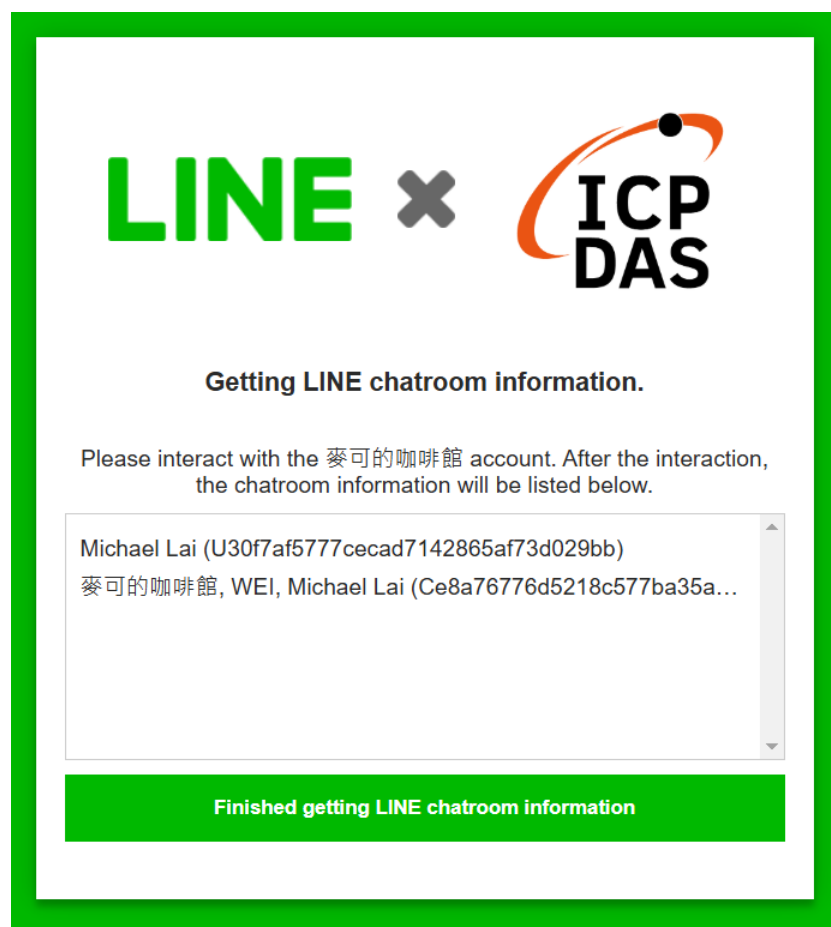 LINE × ICP
DAS
Getting LINE chatroom information.
Please interact with the 麥可的咖啡館 account. After the interaction,
the chatroom information will be listed below.
Michael Lai (U30f7af5777cecad7142865af73d029bb)
麥可的咖啡館, WEI, Michael Lai (Ce8a76776d5218c577ba35a…
Finished getting LINE chatroom information